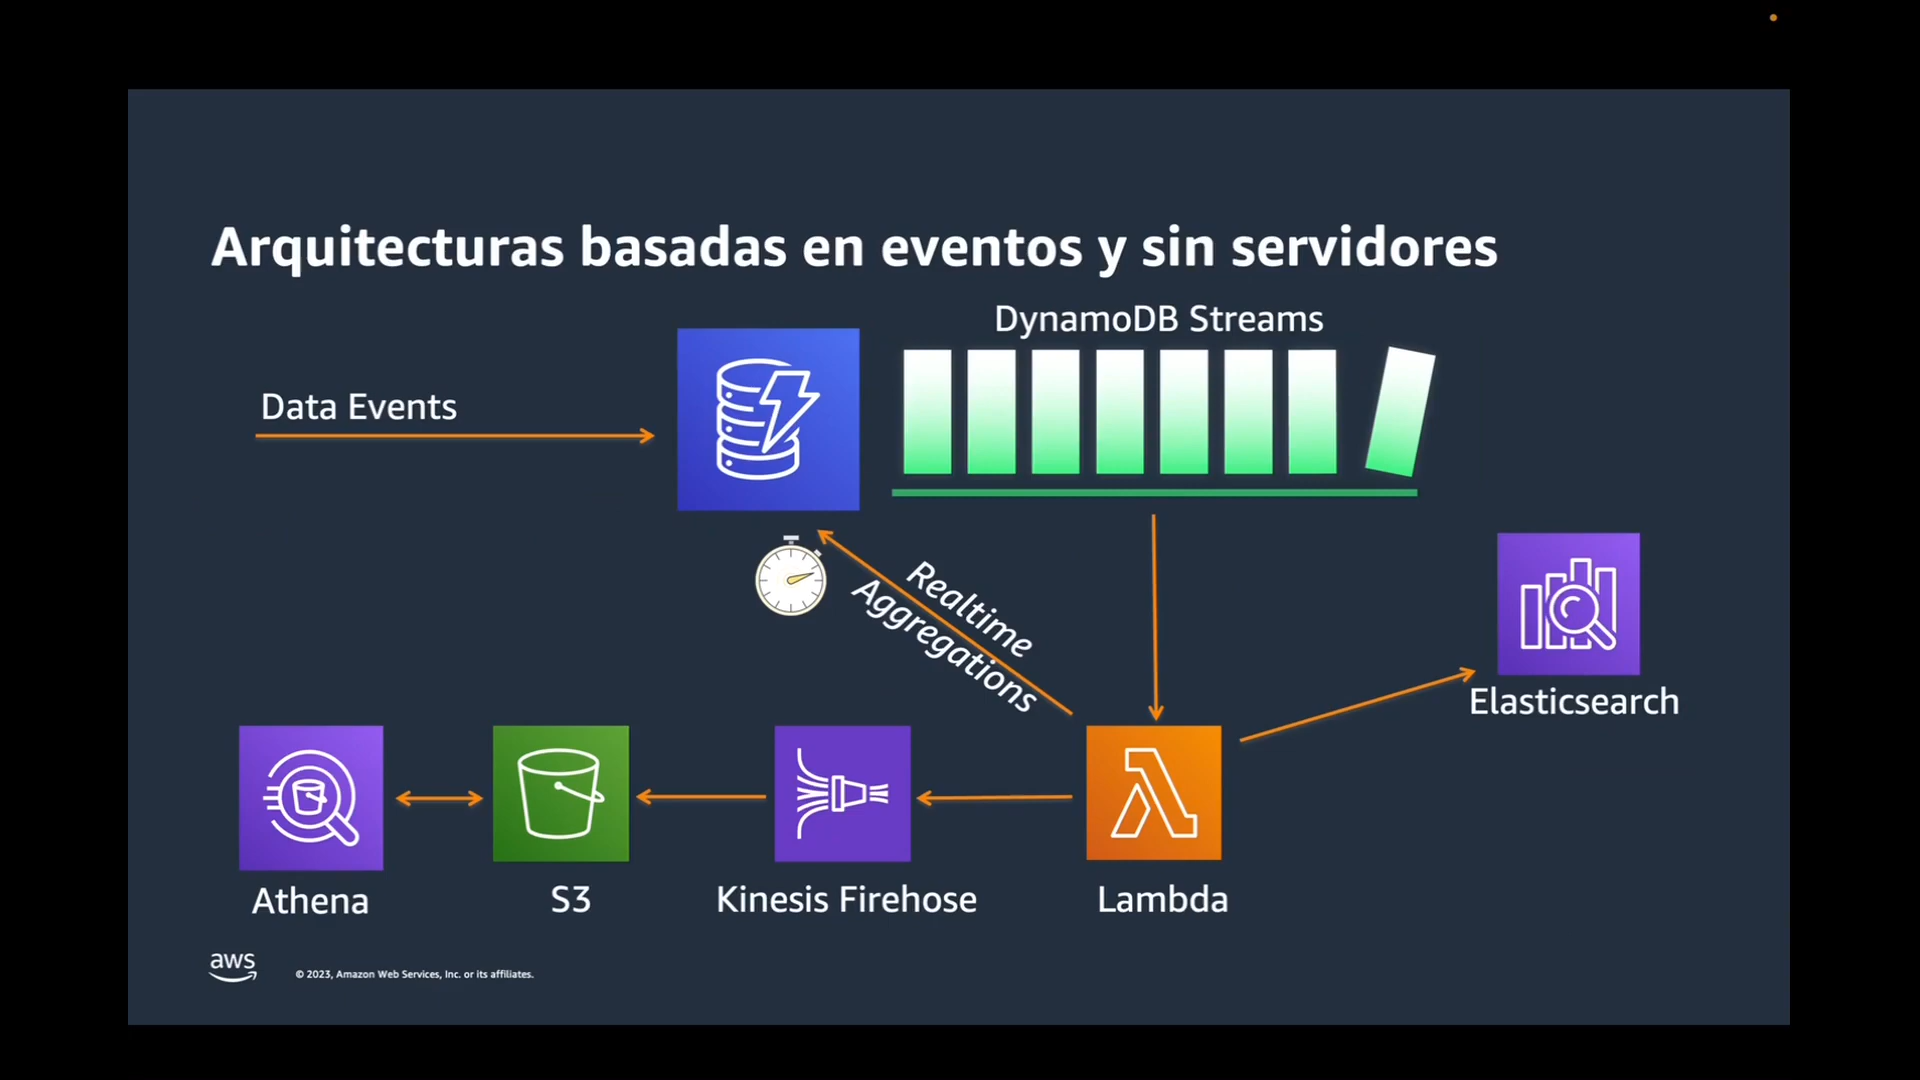 Arquitecturas basadas en eventos y sin servidores
DynamoDB Streams
Data Events
Realtime
Aggregations
Elasticsearch
Athena
S3
Kinesis Firehose
Lambda
aws
© 2023, Amazon Web Services, Inc. or its affiliates.